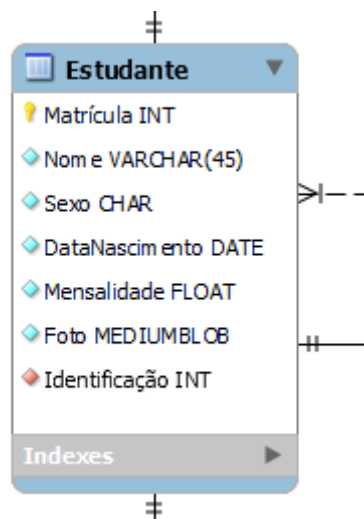 Estudante
Matrícula INT
Nome VARCHAR(45)
Sexo CHAR
DataNascimento DATE
Mensalidade FLOAT
Foto MEDIUMBLOB
Identificação INT
Indexes